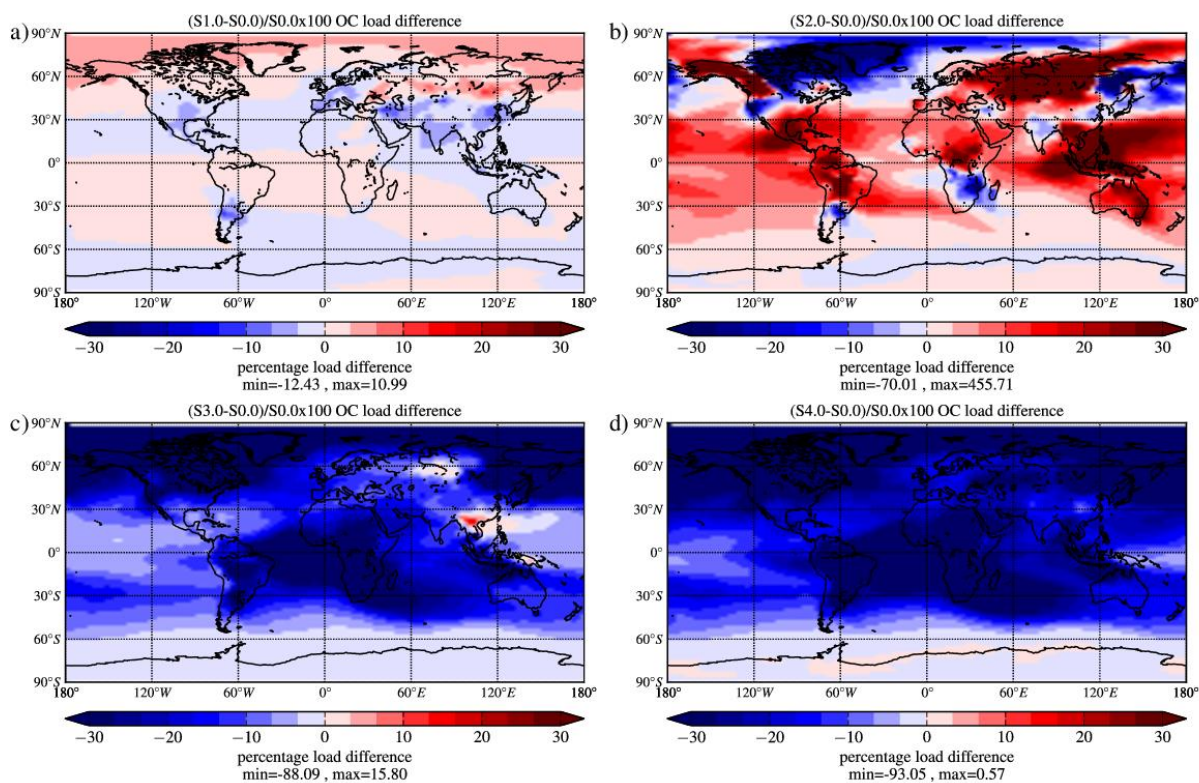 (S1.0-S0.0)/S0.0x100 OC load difference
a)
90°N
60°N
30°N
0°
30°S
60°S
90°S
180° 120°W 60°W 0° 60°E 120°E 180°
−30 −20 −10 0 10 20 30
percentage load difference
min=-12.43 , max=10.99
(S2.0-S0.0)/S0.0x100 OC load difference
b)
90°N
60°N
30°N
0°
30°S
60°S
90°S
180° 120°W 60°W 0° 60°E 120°E 180°
−30 −20 −10 0 10 20 30
percentage load difference
min=-70.01 , max=455.71
(S3.0-S0.0)/S0.0x100 OC load difference
c)
90°N
60°N
30°N
0°
30°S
60°S
90°S
180° 120°W 60°W 0° 60°E 120°E 180°
−30 −20 −10 0 10 20 30
percentage load difference
min=-88.09 , max=15.80
(S4.0-S0.0)/S0.0x100 OC load difference
d)
90°N
60°N
30°N
0°
30°S
60°S
90°S
180° 120°W 60°W 0° 60°E 120°E 180°
−30 −20 −10 0 10 20 30
percentage load difference
min=-93.05 , max=0.57